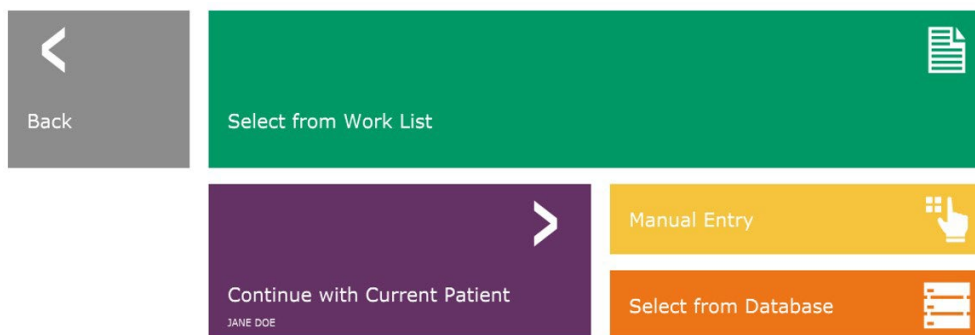 Back
Select from Work List
Manual Entry
Continue with Current Patient
JANE DOE
Select from Database